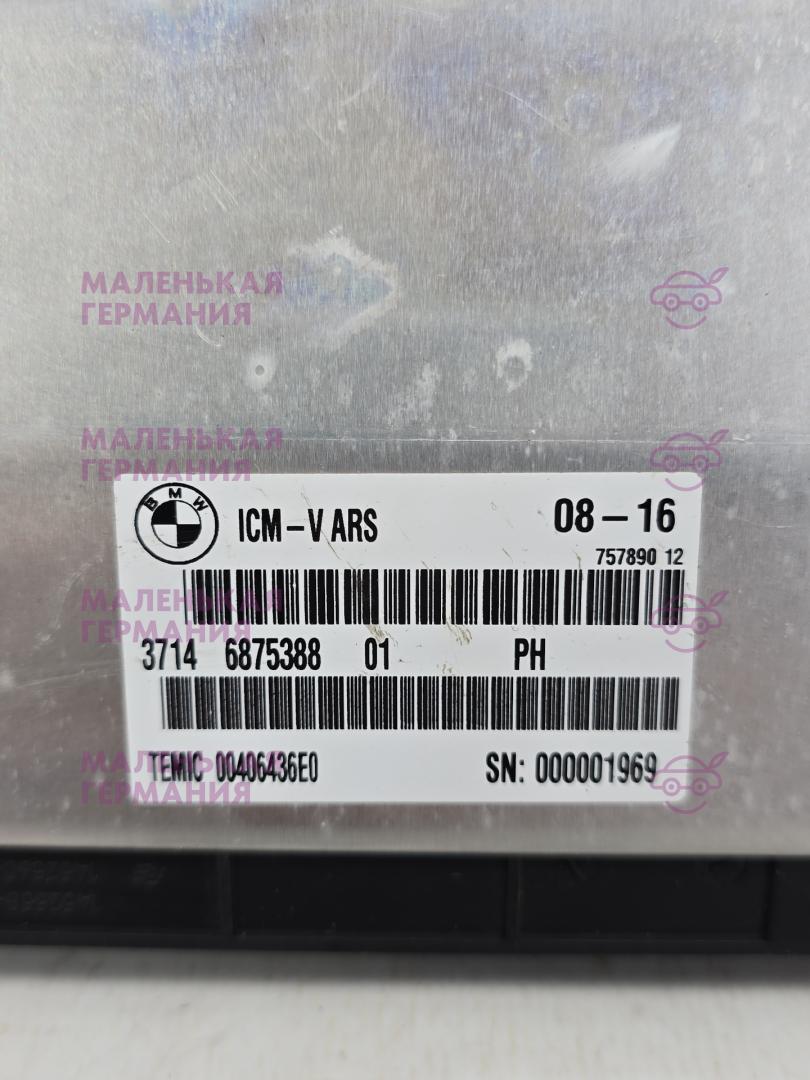 МАЛЕНЬКАЯ
ГЕРМАНИЯ
МАЛЕНЬКАЯ
ГЕРМАНИЯ
BMW
ICM-V ARS
08-16
757890 12
МАЛЕНЬКАЯ
ГЕРМАНИЯ
3714 6875388 01 PH
МАЛЕНЬКАЯ
ГЕРМАНИЯ
TEMIC 00406436E0
SN: 000001969